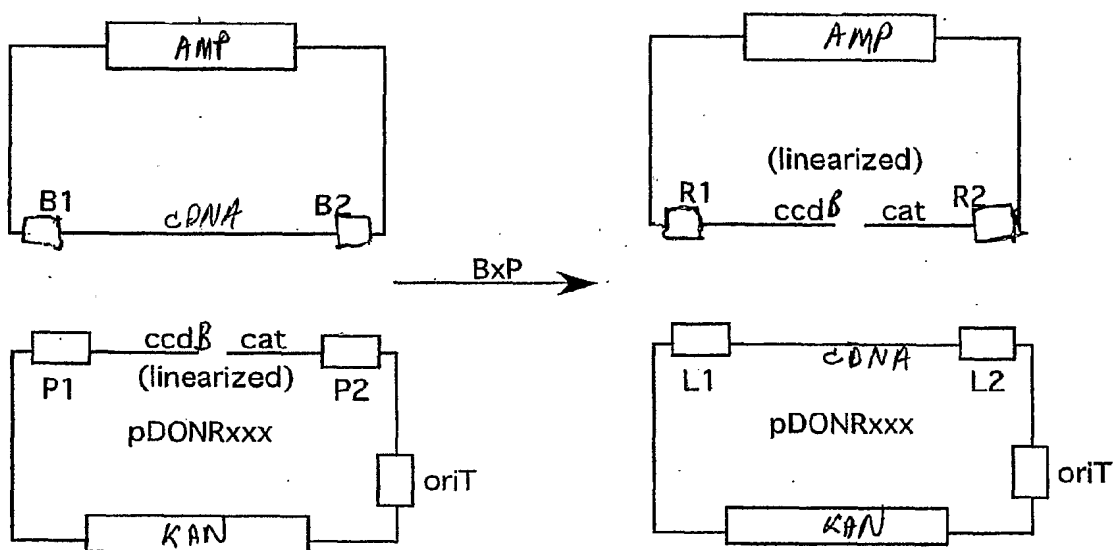 AMP
B1 cDNA B2
AMP
(linearized)
R1 ccdB cat R2
BxP
ccdB cat
P1 (linearized) P2
pDONRxxx
oriT
KAN
cDNA
L1 L2
pDONRxxx
oriT
KAN